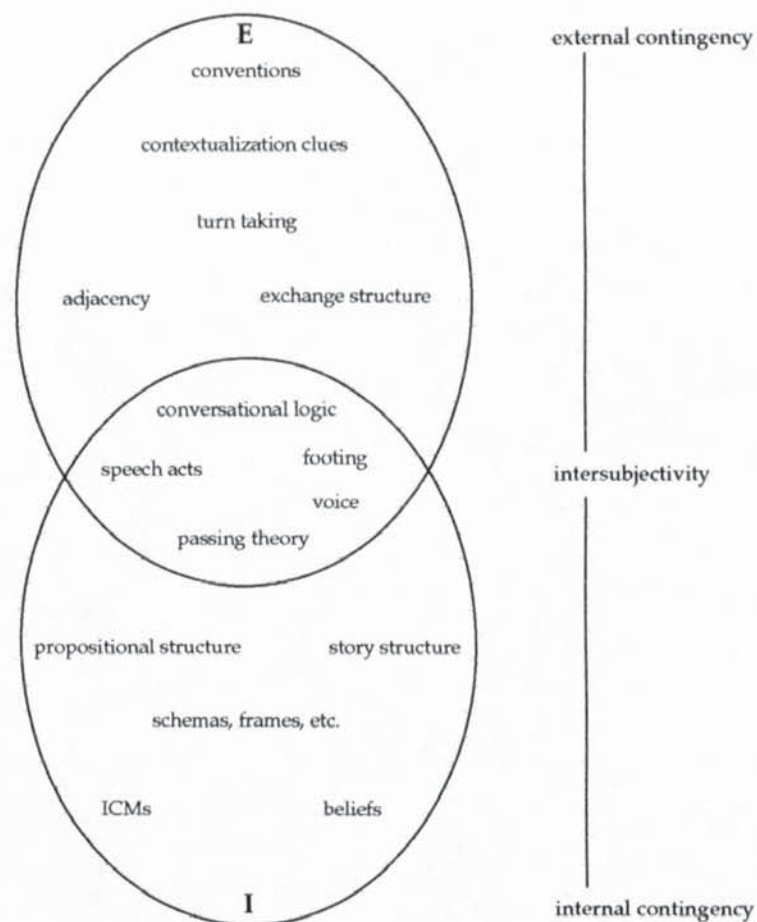 E
external contingency
conventions
contextualization clues
turn taking
adjacency exchange structure
conversational logic
footing
speech acts
intersubjectivity
voice
passing theory
propositional structure story structure
schemas, frames, etc.
ICMs beliefs
I
internal contingency